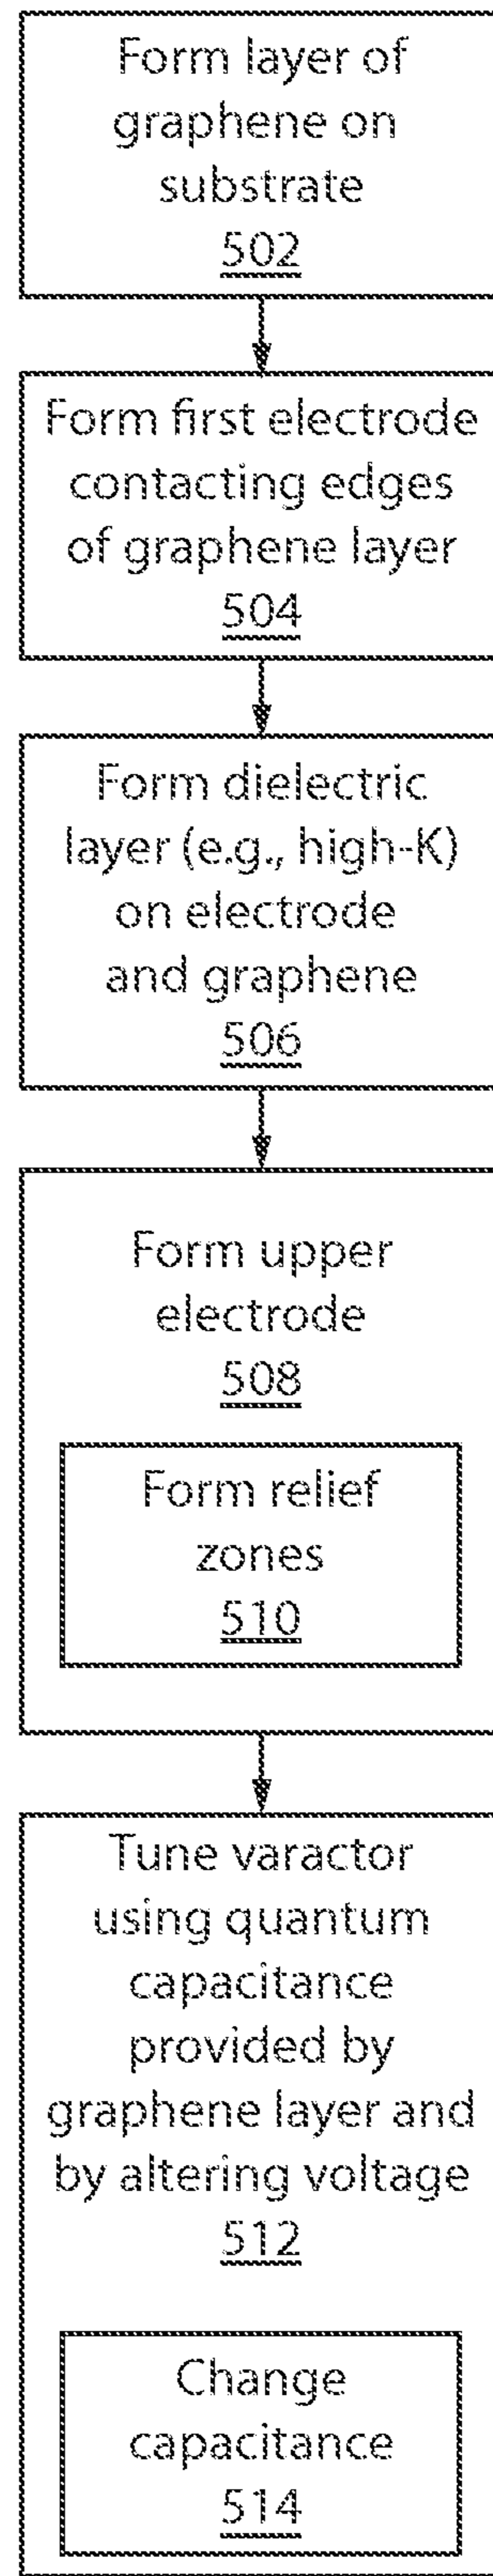 Form layer of
graphene on
substrate
502
Form first electrode
contacting edges
of graphene layer
504
Form dielectric
layer (e.g., high-K)
on electrode
and graphene
506
Form upper
electrode
508
Form relief
zones
510
Tune varactor
using quantum
capacitance
provided by
graphene layer and
by altering voltage
512
Change
capacitance
514